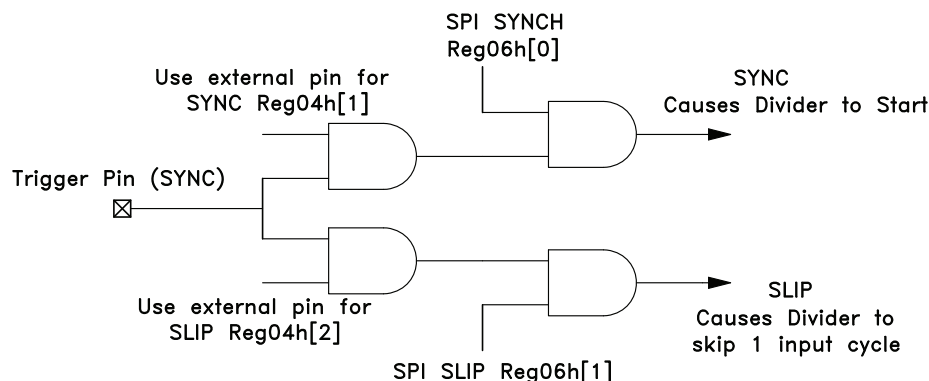 SPI SYNCH
Reg06h[0]
Use external pin for
SYNC Reg04h[1]
SYNC
Causes Divider to Start
Trigger Pin (SYNC)
Use external pin for
SLIP Reg04h[2]
SLIP
Causes Divider to
skip 1 input cycle
SPI SLIP Reg06h[1]